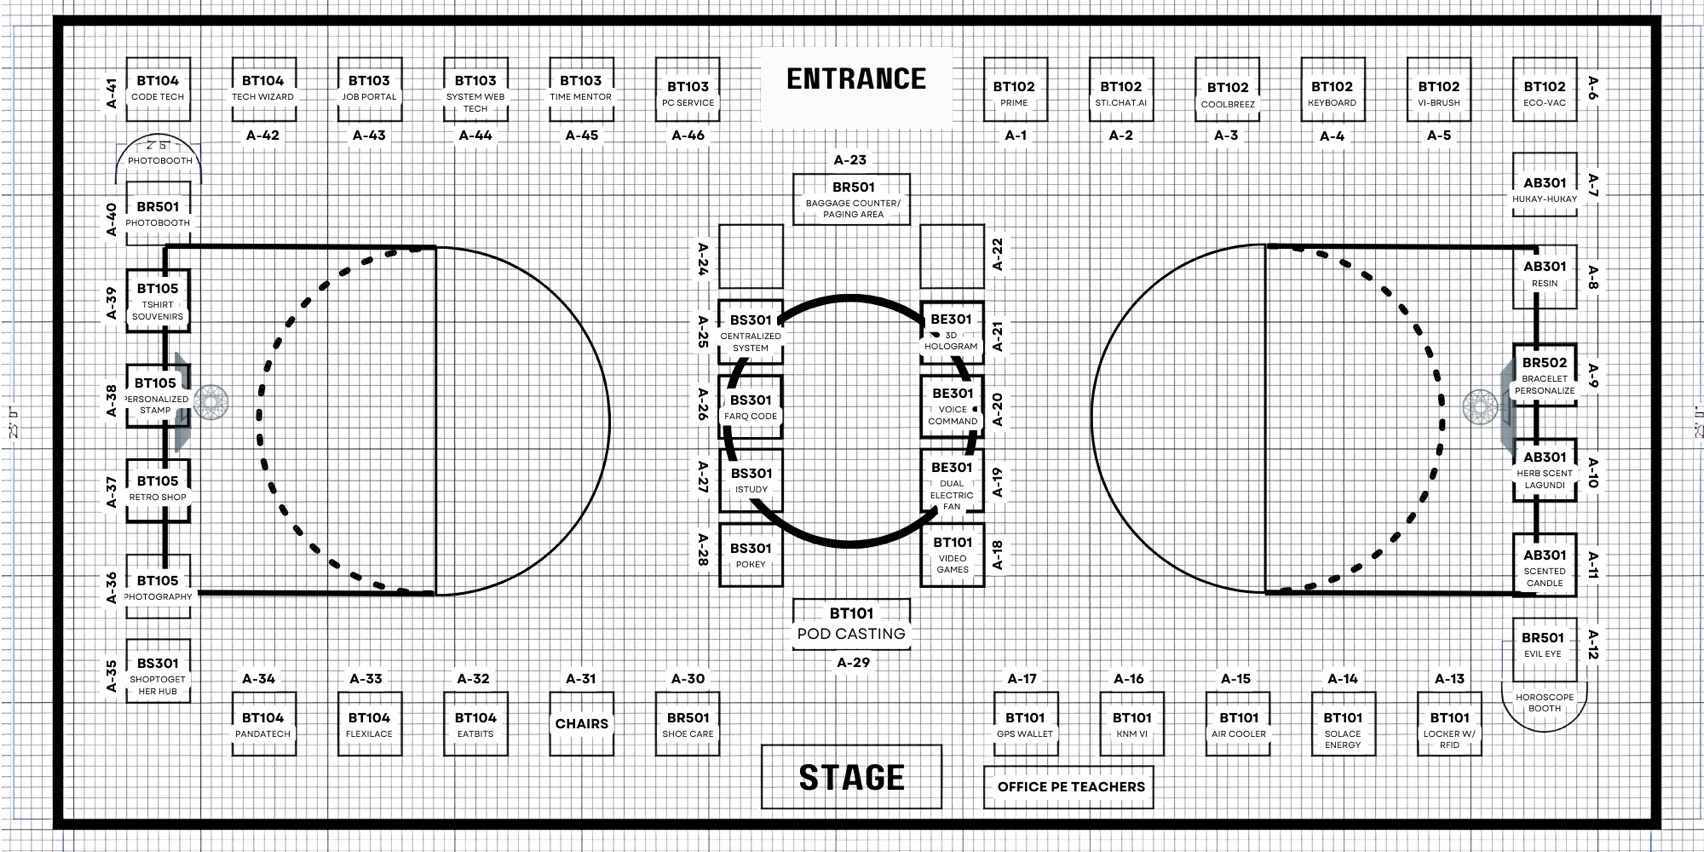 ENTRANCE
A-41
BT104
CODE TECH
BT104
TECH WIZARD
A-42
BT103
JOB PORTAL
A-43
BT103
SYSTEM WEB
TECH
A-44
BT103
TIME MENTOR
A-45
BT103
PC SERVICE
A-46
BT102
PRIME
A-1
BT102
STI.CHAT.AI
A-2
BT102
COOLBREEZ
A-3
BT102
KEYBOARD
A-4
BT102
VI-BRUSH
A-5
BT102
ECO-VAC
A-6
PHOTOBOOTH
A-40
BR501
PHOTOBOOTH
A-39
BT105
TSHIRT
SOUVENIRS
A-38
BT105
PERSONALIZED
STAMP
A-37
BT105
RETRO SHOP
A-36
BT105
PHOTOGRAPHY
A-35
BS301
SHOPTOGET
HER HUB
A-23
BR501
BAGGAGE COUNTER/
PAGING AREA
A-24
A-22
A-25
BS301
CENTRALIZED
SYSTEM
BE301
3D
HOLOGRAM
A-21
A-26
BS301
FARQ CODE
BE301
VOICE
COMMAND
A-20
A-27
BS301
ISTUDY
BE301
DUAL
ELECTRIC
FAN
A-19
A-28
BS301
POKEY
BT101
VIDEO
GAMES
A-18
BT101
POD CASTING
A-29
AB301
HUKAY-HUKAY
A-7
AB301
RESIN
A-8
BR502
BRACELET
PERSONALIZE
A-9
AB301
HERB SCENT
LAGUNDI
A-10
AB301
SCENTED
CANDLE
A-11
BR501
EVIL EYE
A-12
HOROSCOPE
BOOTH
A-34
BT104
PANDATECH
A-33
BT104
FLEXILACE
A-32
BT104
EATBITS
A-31
CHAIRS
A-30
BR501
SHOE CARE
A-17
BT101
GPS WALLET
A-16
BT101
KNM VI
A-15
BT101
AIR COOLER
A-14
BT101
SOLACE
ENERGY
A-13
BT101
LOCKER W/
RFID
STAGE
OFFICE PE TEACHERS